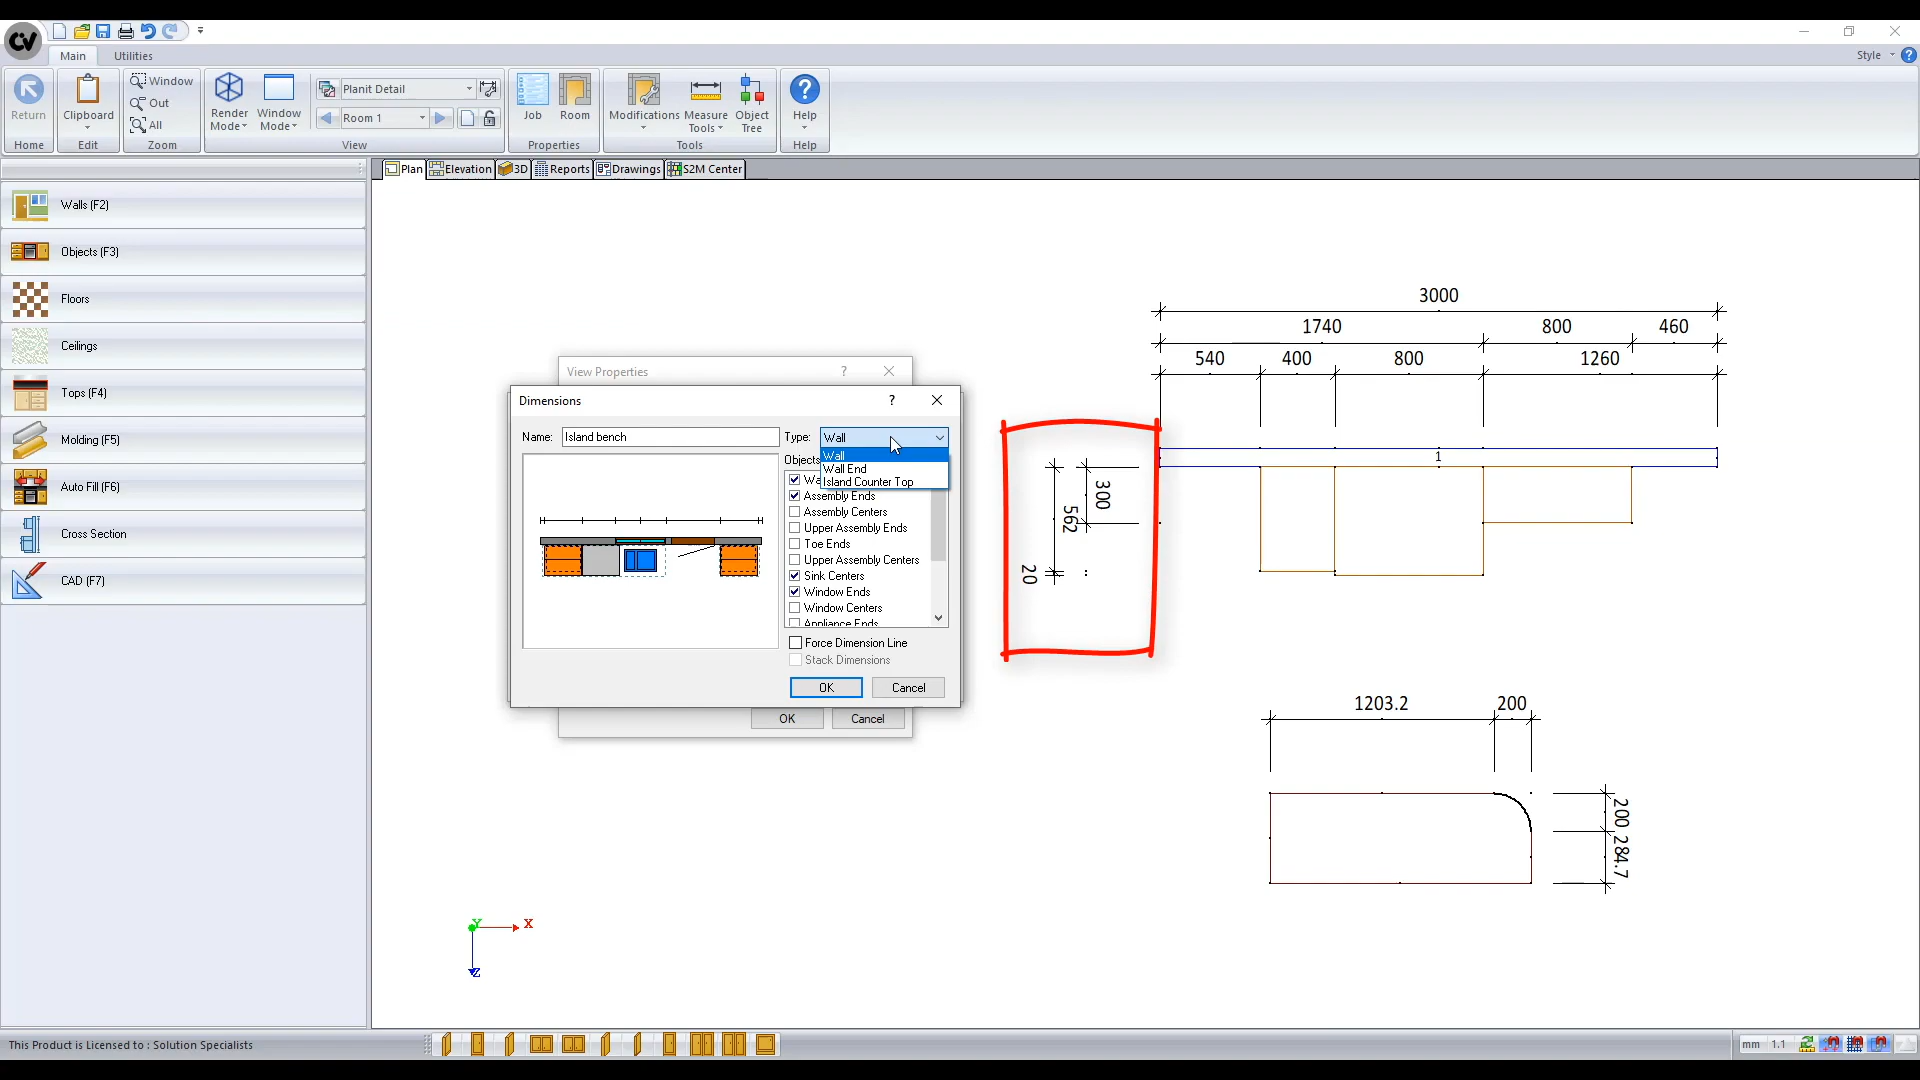 CV
Main
Utilities
Style
Return
Home
Clipboard
Edit
Window
Out
All
Zoom
Render
Mode
Window
Mode
Planit Detail
Room 1
View
Job
Room
Properties
Modifications
Measure
Tools
Object
Tree
Tools
Help
Help
Plan
Elevation
3D
Reports
Drawings
S2M Center
Walls (F2)
Objects (F3)
Floors
Ceilings
Tops (F4)
Molding (F5)
Auto Fill (F6)
Cross Section
CAD (F7)
View Properties
?
Dimensions
?
Name:
Island bench
Type:
Wall
Wall
Wall End
Island Counter Top
Objects
Wa
Assembly Ends
Assembly Centers
Upper Assembly Ends
Toe Ends
Upper Assembly Centers
Sink Centers
Window Ends
Window Centers
Appliance Ends
Force Dimension Line
Stack Dimensions
OK
Cancel
OK
Cancel
3000
1740
800
460
540
400
800
1260
1
300
562
20
1203.2
200
200
284.7
Y
X
Z
This Product is Licensed to : Solution Specialists
mm
1.1